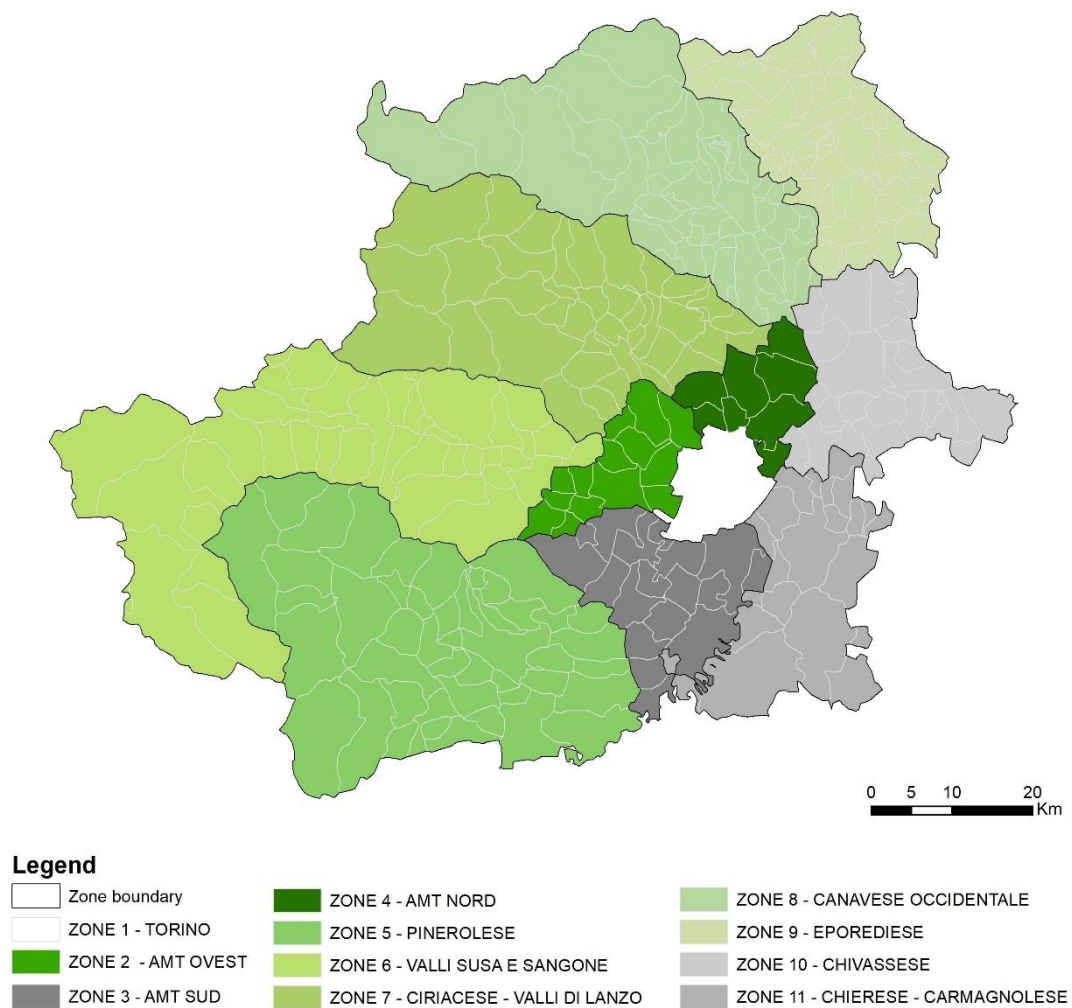 0 5 10 20
Km
Legend
Zone boundary
ZONE 1 - TORINO
ZONE 2 - AMT OVEST
ZONE 3 - AMT SUD
ZONE 4 - AMT NORD
ZONE 5 - PINEROLESE
ZONE 6 - VALLI SUSA E SANGONE
ZONE 7 - CIRIACESE - VALLI DI LANZO
ZONE 8 - CANAVESE OCCIDENTALE
ZONE 9 - EPOREDIESE
ZONE 10 - CHIVASSESE
ZONE 11 - CHIERESE - CARMAGNOLESE